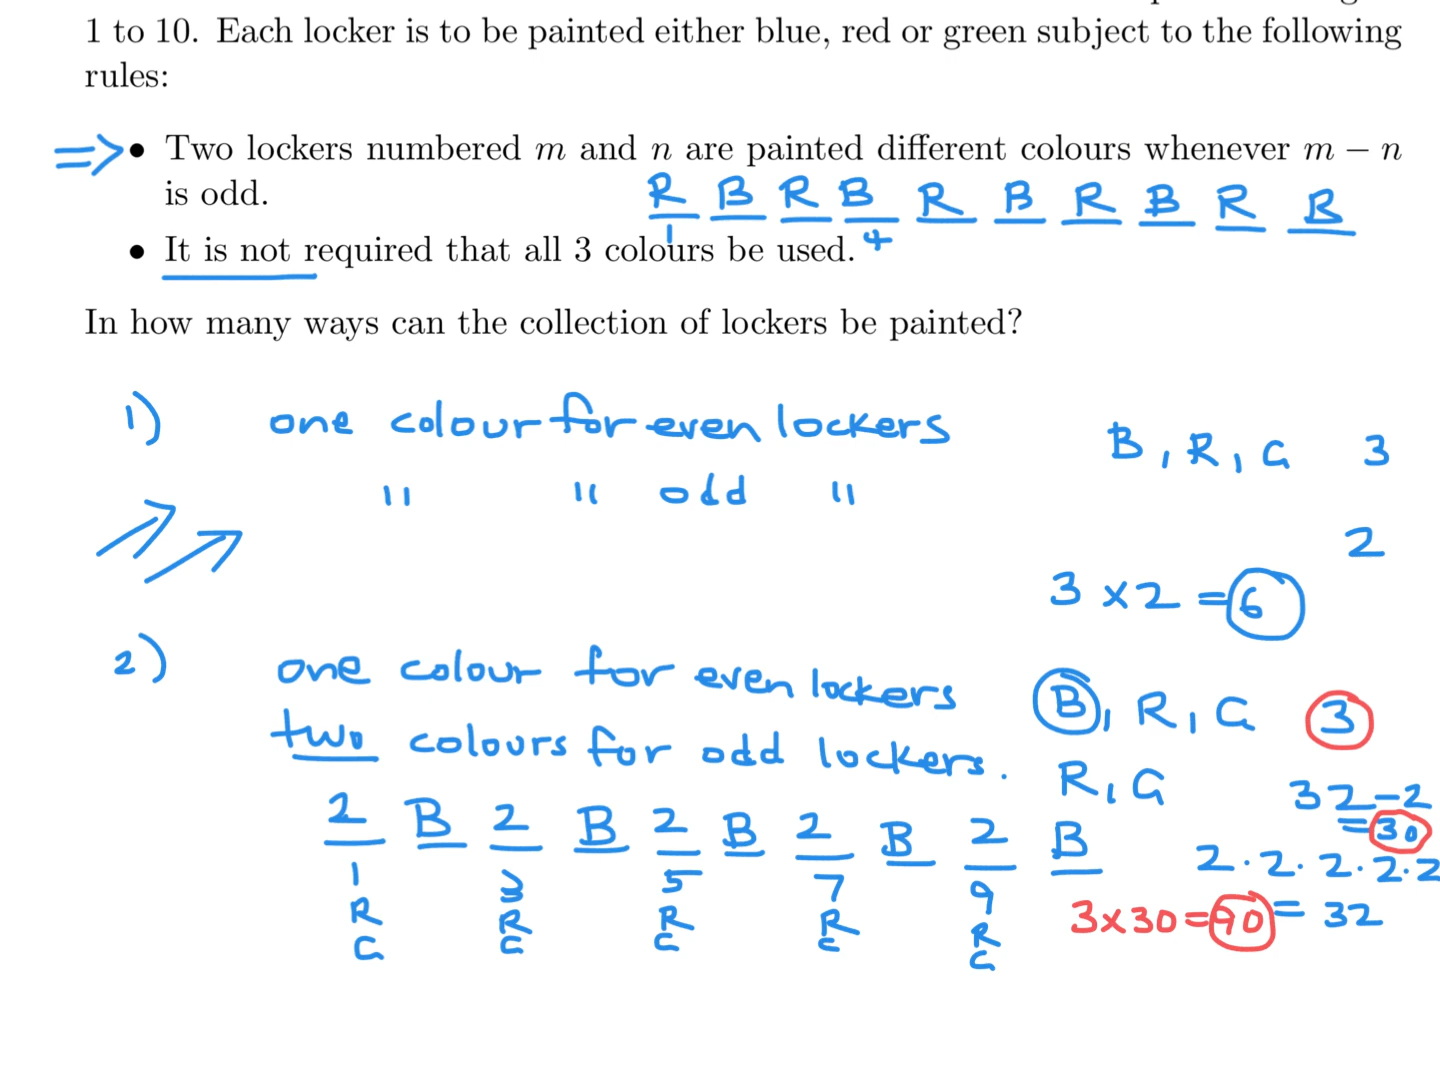 1 to 10. Each locker is to be painted either blue, red or green subject to the following
rules:
⇒ • Two lockers numbered m and n are painted different colours whenever m − n
is odd.
R B R B R B R B R B
1 4
• It is not required that all 3 colours be used.
In how many ways can the collection of lockers be painted?
1) one colour for even lockers B, R, G 3
" " odd " 2
3 × 2 = 6
2) one colour for even lockers B, R, G 3
two colours for odd lockers. R, G
32 - 2
= 30
2 B 2 B 2 B 2 B 2 B 2 · 2 · 2 · 2 · 2
1 3 5 7 9 = 32
R R R R R
G G G G G
3 × 30 = 90